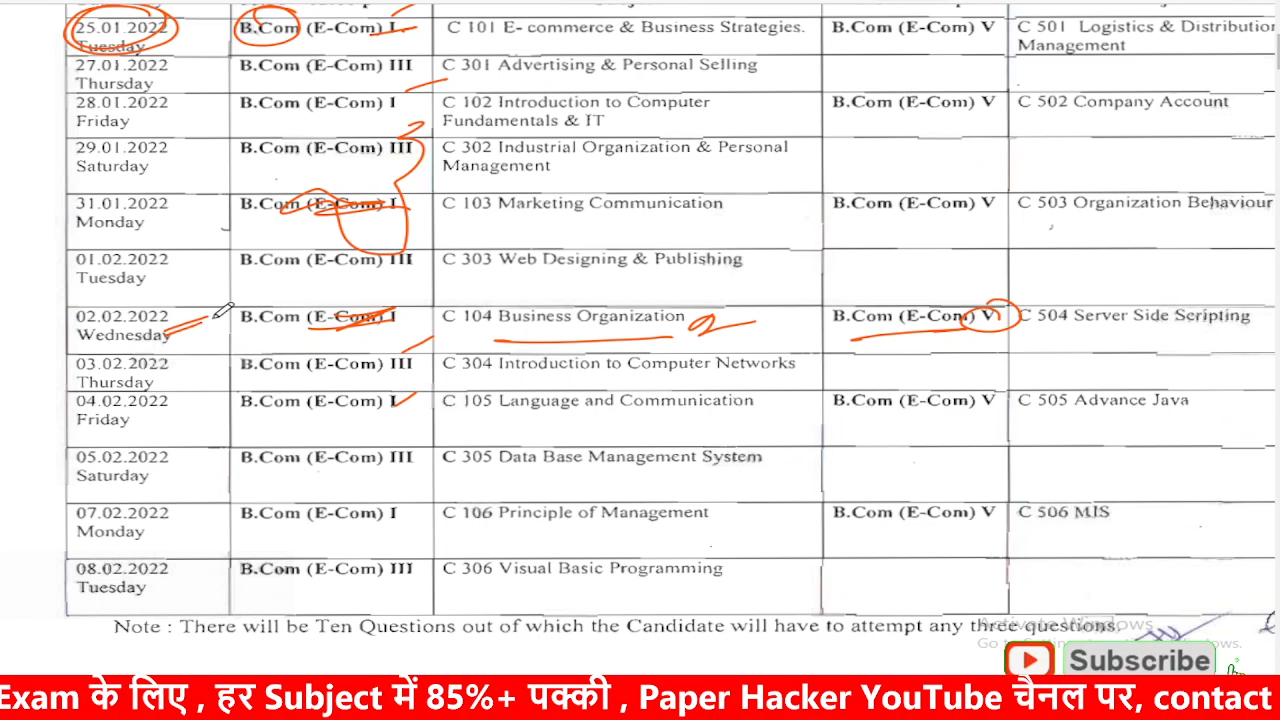 25.01.2022 B.Com (E-Com) I C 101 E- commerce & Business Strategies. B.Com (E-Com) V C 501 Logistics & Distribution
Tuesday Management
27.01.2022 B.Com (E-Com) III C 301 Advertising & Personal Selling
Thursday
28.01.2022 B.Com (E-Com) I C 102 Introduction to Computer B.Com (E-Com) V C 502 Company Account
Friday Fundamentals & IT
29.01.2022 B.Com (E-Com) III C 302 Industrial Organization & Personal
Saturday Management
31.01.2022 B.Com (E-Com) I C 103 Marketing Communication B.Com (E-Com) V C 503 Organization Behaviour
Monday
01.02.2022 B.Com (E-Com) III C 303 Web Designing & Publishing
Tuesday
02.02.2022 B.Com (E-Com) I C 104 Business Organization B.Com (E-Com) V C 504 Server Side Scripting
Wednesday
03.02.2022 B.Com (E-Com) III C 304 Introduction to Computer Networks
Thursday
04.02.2022 B.Com (E-Com) I C 105 Language and Communication B.Com (E-Com) V C 505 Advance Java
Friday
05.02.2022 B.Com (E-Com) III C 305 Data Base Management System
Saturday
07.02.2022 B.Com (E-Com) I C 106 Principle of Management B.Com (E-Com) V C 506 MIS
Monday
08.02.2022 B.Com (E-Com) III C 306 Visual Basic Programming
Tuesday
Note : There will be Ten Questions out of which the Candidate will have to attempt any three questions.
Activate Windows
Subscribe
Exam के लिए , हर Subject में 85%+ पक्की , Paper Hacker YouTube चैनल पर, contact